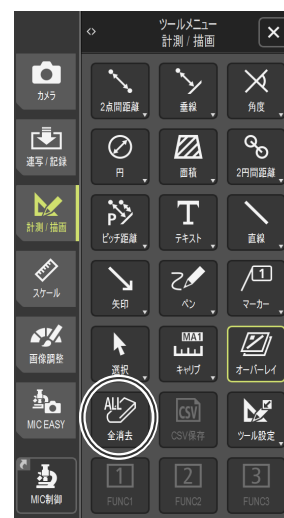 ツールメニュー
計測 / 描画
カメラ
連写 / 記録
計測 / 描画
スケール
画像調整
MIC EASY
MIC制御
2点間距離
垂線
角度
円
面積
2円間距離
P
ピッチ距離
T
テキスト
直線
矢印
ペン
1
マーカー
選択
MA1
キャリブ
オーバーレイ
ALL
全消去
CSV
CSV保存
ツール設定
1
FUNC1
2
FUNC2
3
FUNC3